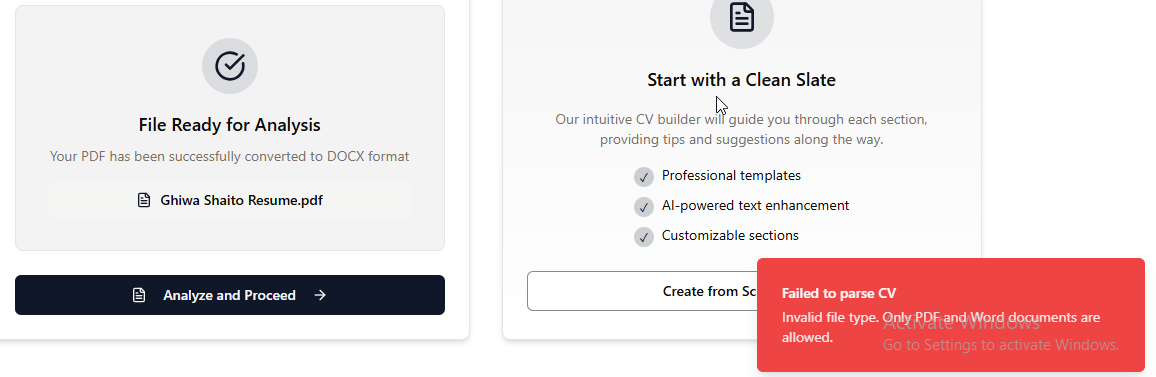 File Ready for Analysis
Your PDF has been successfully converted to DOCX format
Ghiwa Shaito Resume.pdf
Analyze and Proceed
Start with a Clean Slate
Our intuitive CV builder will guide you through each section,
providing tips and suggestions along the way.
Professional templates
AI-powered text enhancement
Customizable sections
Create from Sc
Failed to parse CV
Invalid file type. Only PDF and Word documents are
allowed.
Activate Windows
Go to Settings to activate Windows.